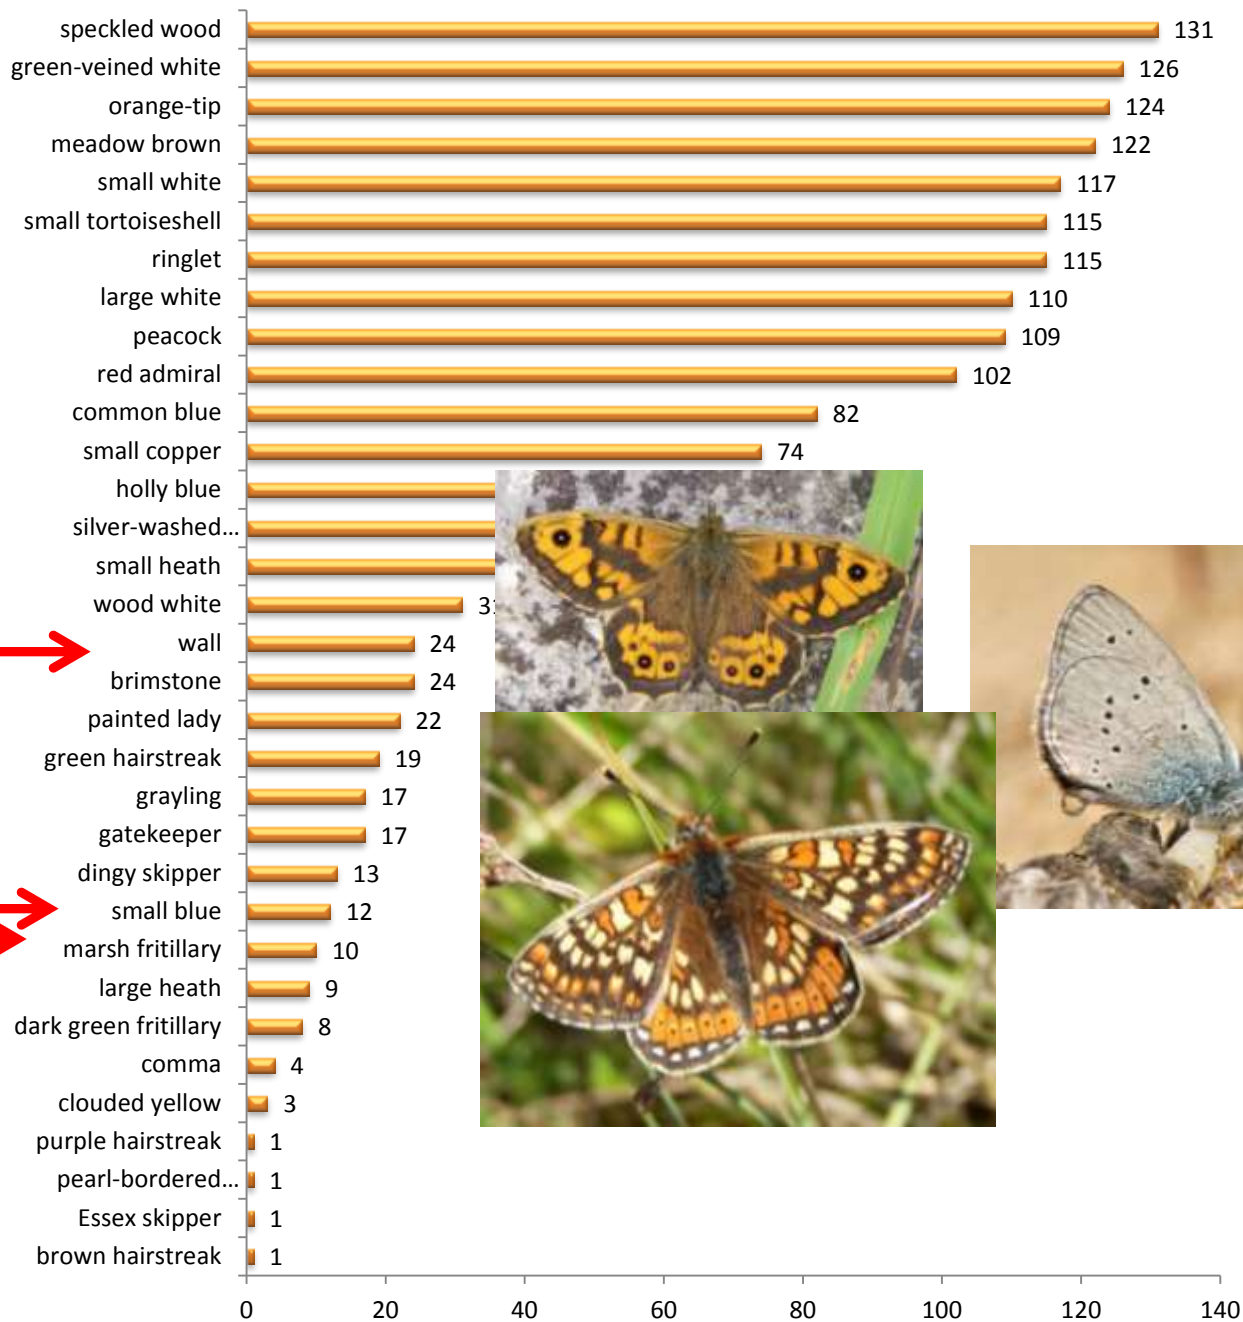 speckled wood 131
green-veined white 126
orange-tip 124
meadow brown 122
small white 117
small tortoiseshell 115
ringlet 115
large white 110
peacock 109
red admiral 102
common blue 82
small copper 74
holly blue
silver-washed...
small heath
wood white
wall 24
brimstone 24
painted lady 22
green hairstreak 19
grayling 17
gatekeeper 17
dingy skipper 13
small blue 12
marsh fritillary 10
large heath 9
dark green fritillary 8
comma 4
clouded yellow 3
purple hairstreak 1
pearl-bordered... 1
Essex skipper 1
brown hairstreak 1
0 20 40 60 80 100 120 140